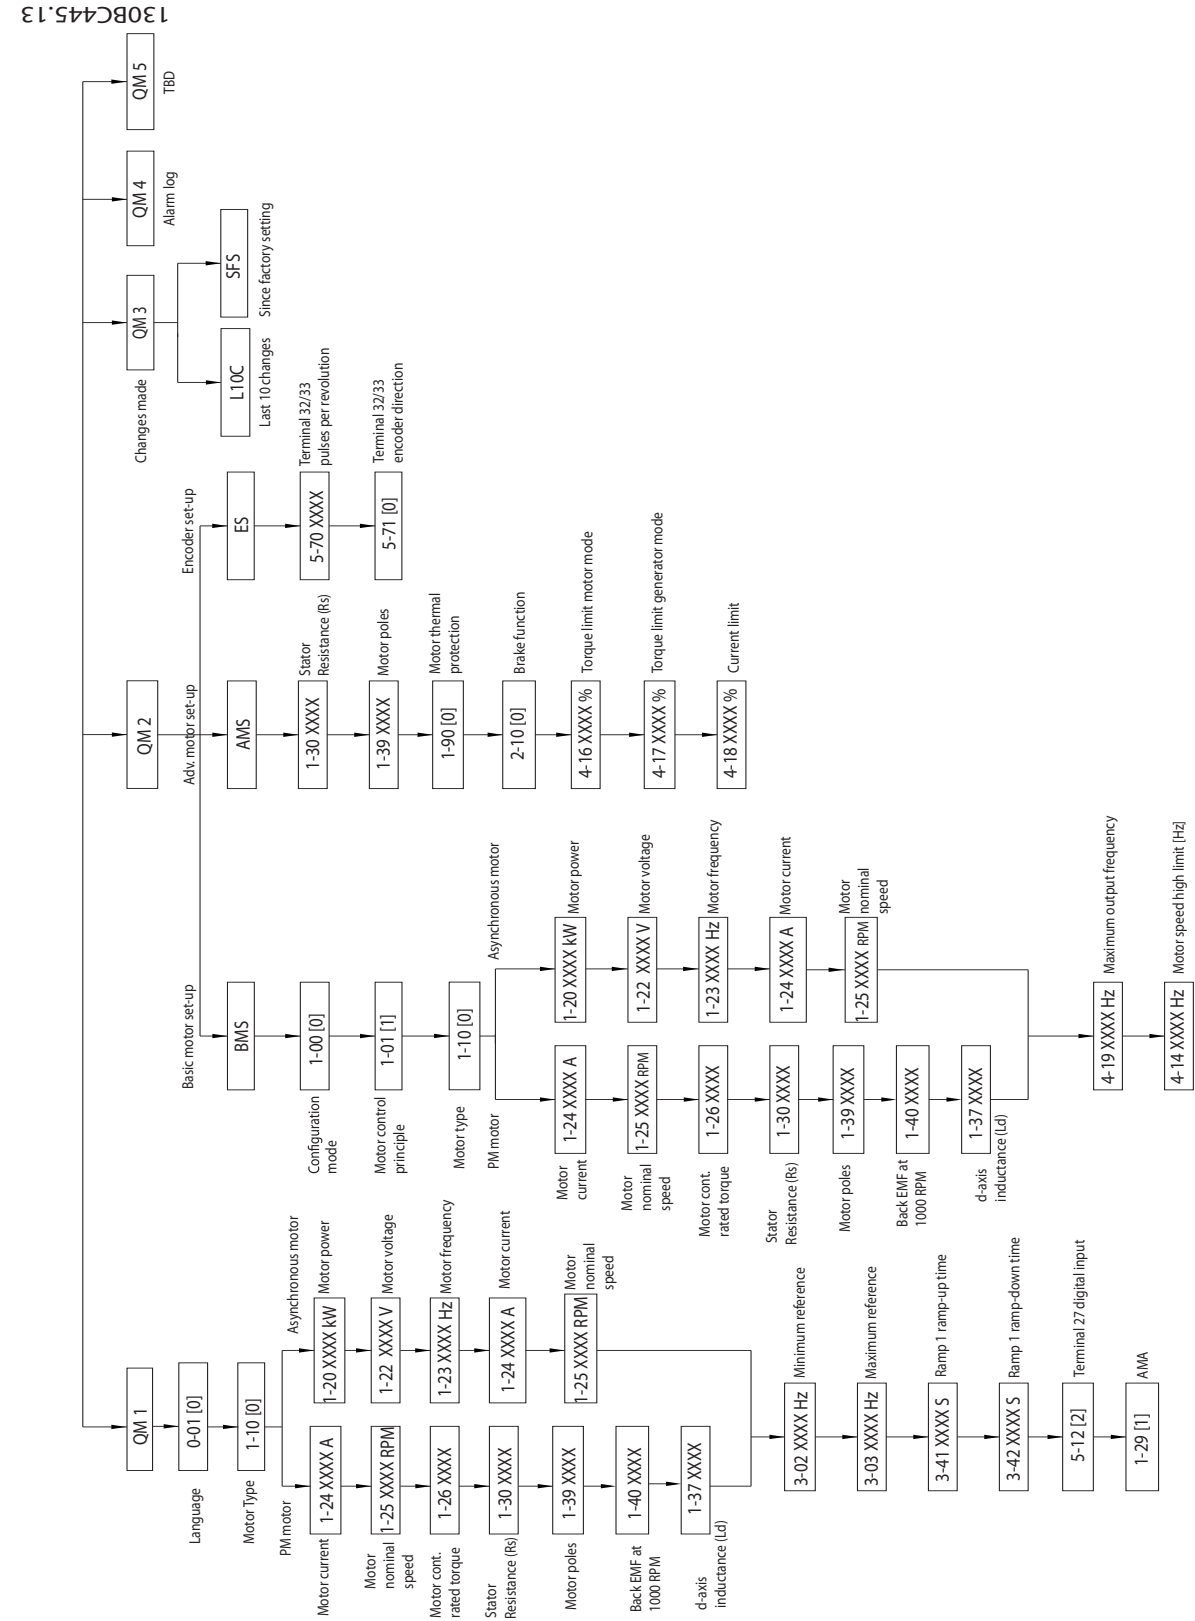 130BC445.13
QM 1
0-01 [0]
Language
1-10 [0]
Motor Type
PM motor
1-24 XXXX A
Motor current
1-25 XXXX RPM
Motor
nominal
speed
1-26 XXXX
Motor cont.
rated torque
1-30 XXXX
Stator
Resistance (Rs)
1-39 XXXX
Motor poles
1-40 XXXX
Back EMF at
1000 RPM
1-37 XXXX
d-axis
inductance (Ld)
Asynchronous motor
1-20 XXXX kW
Motor power
1-22 XXXX V
Motor voltage
1-23 XXXX Hz
Motor frequency
1-24 XXXX A
Motor current
1-25 XXXX RPM
Motor
nominal
speed
3-02 XXXX Hz
Minimum reference
3-03 XXXX Hz
Maximum reference
3-41 XXXX S
Ramp 1 ramp-up time
3-42 XXXX S
Ramp 1 ramp-down time
5-12 [2]
Terminal 27 digital input
1-29 [1]
AMA
QM 2
Basic motor set-up
BMS
1-00 [0]
Configuration
mode
1-01 [1]
Motor control
principle
1-10 [0]
Motor type
PM motor
1-24 XXXX A
Motor
current
1-25 XXXX RPM
Motor
nominal
speed
1-26 XXXX
Motor cont.
rated torque
1-30 XXXX
Stator
Resistance (Rs)
1-39 XXXX
Motor poles
1-40 XXXX
Back EMF at
1000 RPM
1-37 XXXX
d-axis
inductance (Ld)
Asynchronous motor
1-20 XXXX kW
Motor power
1-22 XXXX V
Motor voltage
1-23 XXXX Hz
Motor frequency
1-24 XXXX A
Motor current
1-25 XXXX RPM
Motor
nominal
speed
4-19 XXXX Hz
Maximum output frequency
4-14 XXXX Hz
Motor speed high limit [Hz]
Adv. motor set-up
AMS
1-30 XXXX
Stator
Resistance (Rs)
1-39 XXXX
Motor poles
1-90 [0]
Motor thermal
protection
2-10 [0]
Brake function
4-16 XXXX %
Torque limit motor mode
4-17 XXXX %
Torque limit generator mode
4-18 XXXX %
Current limit
Encoder set-up
ES
5-70 XXXX
Terminal 32/33
pulses per revolution
5-71 [0]
Terminal 32/33
encoder direction
Changes made
QM 3
L10C
Last 10 changes
SFS
Since factory setting
QM 4
Alarm log
QM 5
TBD